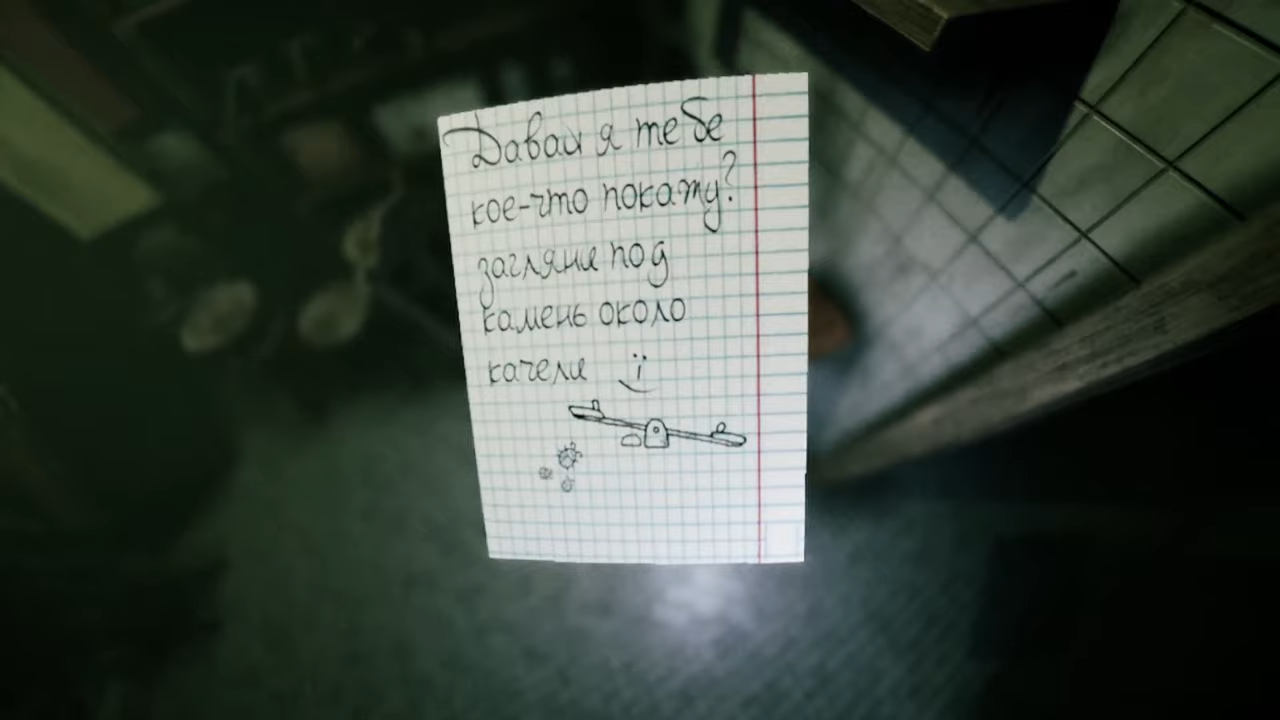 Давай я тебе
кое-что покажу?
загляни под
камень около
качели :)